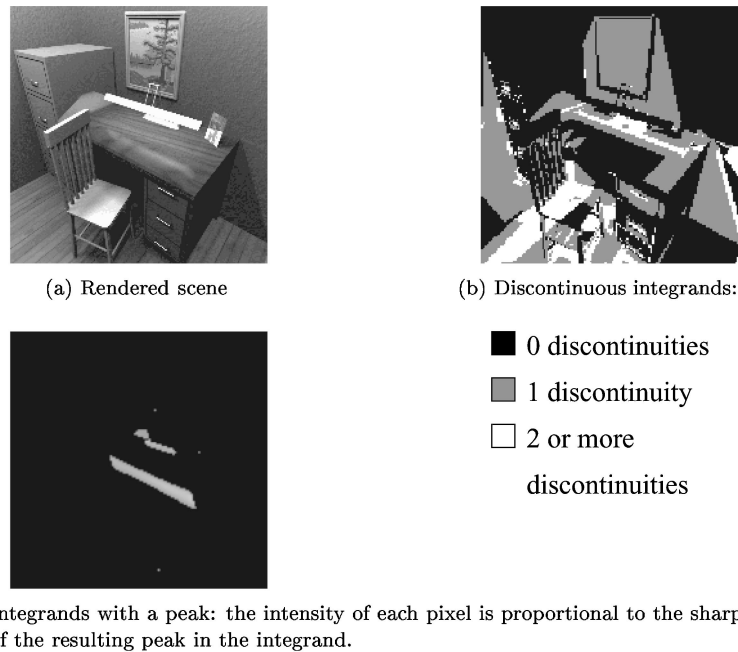 (a) Rendered scene
(b) Discontinuous integrands:
0 discontinuities
1 discontinuity
2 or more
discontinuities
ntegrands with a peak: the intensity of each pixel is proportional to the sharp
f the resulting peak in the integrand.